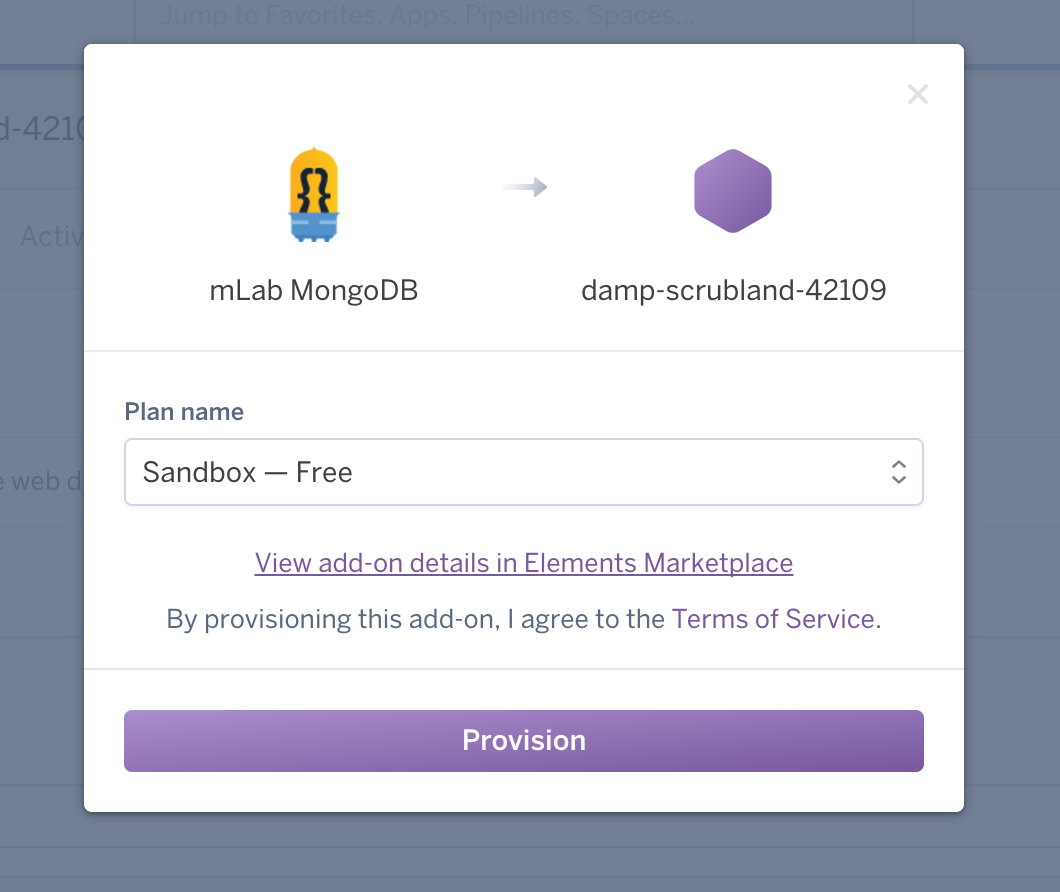 Jump to Favorites, Apps, Pipelines, Spaces...
d-4210
mLab MongoDB
damp-scrubland-42109
Activ
Plan name
Sandbox — Free
e web d
View add-on details in Elements Marketplace
By provisioning this add-on, I agree to the Terms of Service.
Provision